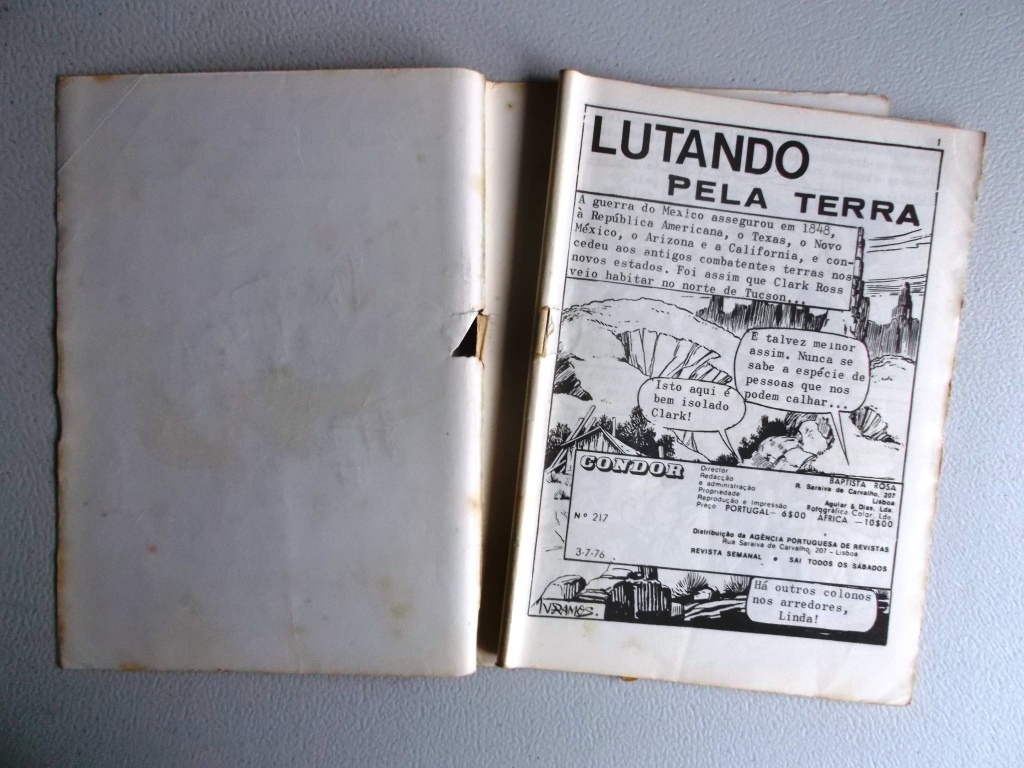 1
LUTANDO
PELA TERRA
A guerra do Mexico assegurou em 1848,
à República Americana, o Texas, o Novo
México, o Arizona e a California, e con-
cedeu aos antigos combatentes terras nos
novos estados. Foi assim que Clark Ross
veio habitar no norte de Tucson...
E talvez melhor
assim. Nunca se
sabe a espécie de
pessoas que nos
podem calhar...
Isto aqui é
bem isolado
Clark!
CONDOR
Director BAPTISTA ROSA
Redacção
e administração R. Saraiva de Carvalho, 207
Lisboa
Propriedade Aguiar & Dias, Lda.
Reprodução e impressão Rotográfica Color, Lda.
Preço PORTUGAL- 6$00 AFRICA -10$00
Nº 217
Distribuição da AGÊNCIA PORTUGUESA DE REVISTAS
Rua Saraiva de Carvalho, 207 - Lisboa
3-7-76
REVISTA SEMANAL • SAI TODOS OS SÁBADOS
Há outros colonos
nos arredores,
Linda!
V.RAMOS.